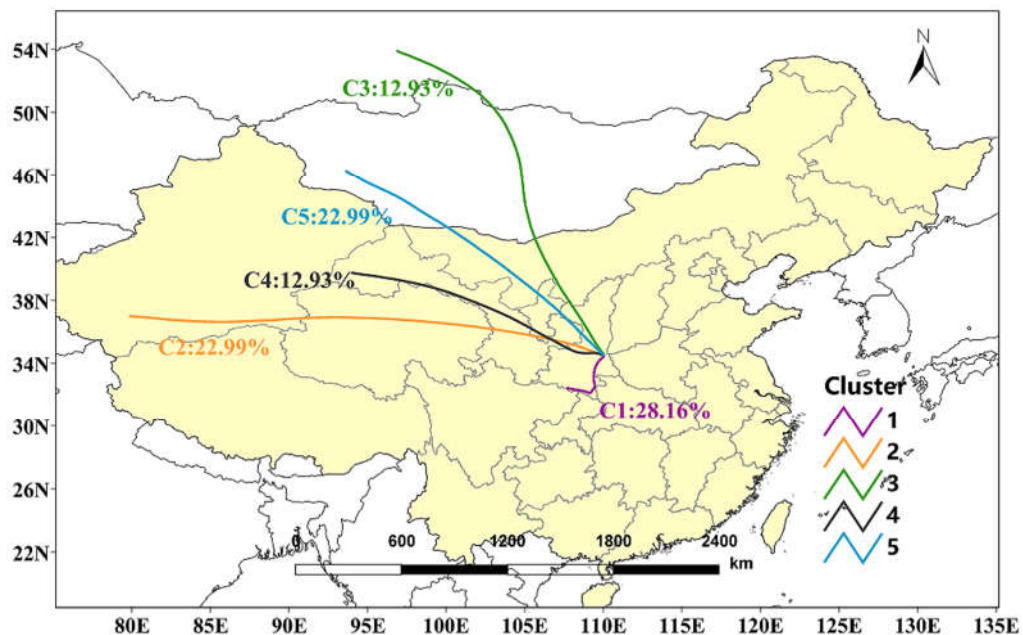 N
54N
C3:12.93%
50N
46N
C5:22.99%
42N
C4:12.93%
38N
C2:22.99%
34N
Cluster
C1:28.16%
1
30N
2
3
26N
4
0 600 1200 1800 2400
km
5
22N
80E 85E 90E 95E 100E 105E 110E 115E 120E 125E 130E 135E